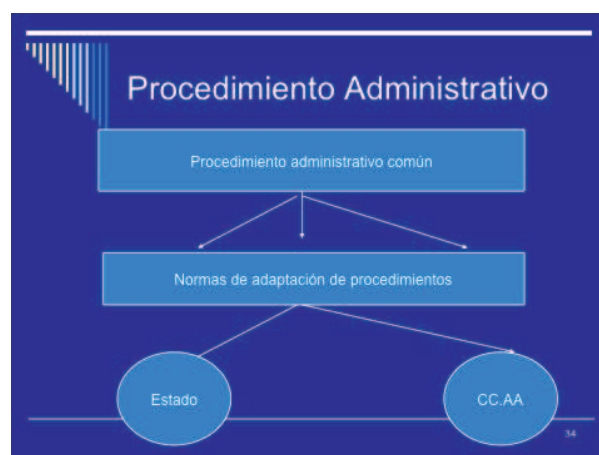 Procedimiento Administrativo
Procedimiento administrativo común
Normas de adaptación de procedimientos
Estado
CC.AA
34